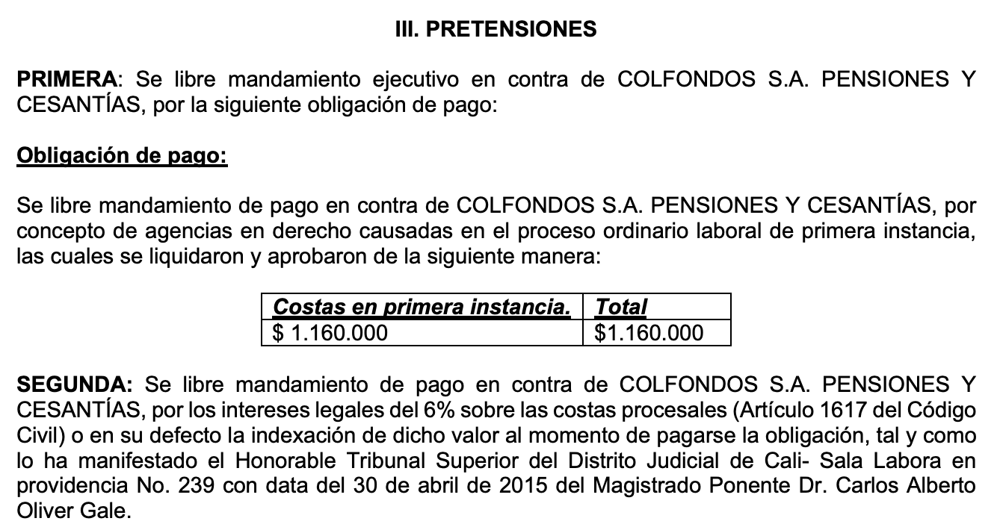 III. PRETENSIONES
PRIMERA: Se libre mandamiento ejecutivo en contra de COLFONDOS S.A. PENSIONES Y
CESANTÍAS, por la siguiente obligación de pago:
Obligación de pago:
Se libre mandamiento de pago en contra de COLFONDOS S.A. PENSIONES Y CESANTÍAS, por
concepto de agencias en derecho causadas en el proceso ordinario laboral de primera instancia,
las cuales se liquidaron y aprobaron de la siguiente manera:
Costas en primera instancia. Total
$ 1.160.000 $1.160.000
SEGUNDA: Se libre mandamiento de pago en contra de COLFONDOS S.A. PENSIONES Y
CESANTÍAS, por los intereses legales del 6% sobre las costas procesales (Artículo 1617 del Código
Civil) o en su defecto la indexación de dicho valor al momento de pagarse la obligación, tal y como
lo ha manifestado el Honorable Tribunal Superior del Distrito Judicial de Cali- Sala Labora en
providencia No. 239 con data del 30 de abril de 2015 del Magistrado Ponente Dr. Carlos Alberto
Oliver Gale.